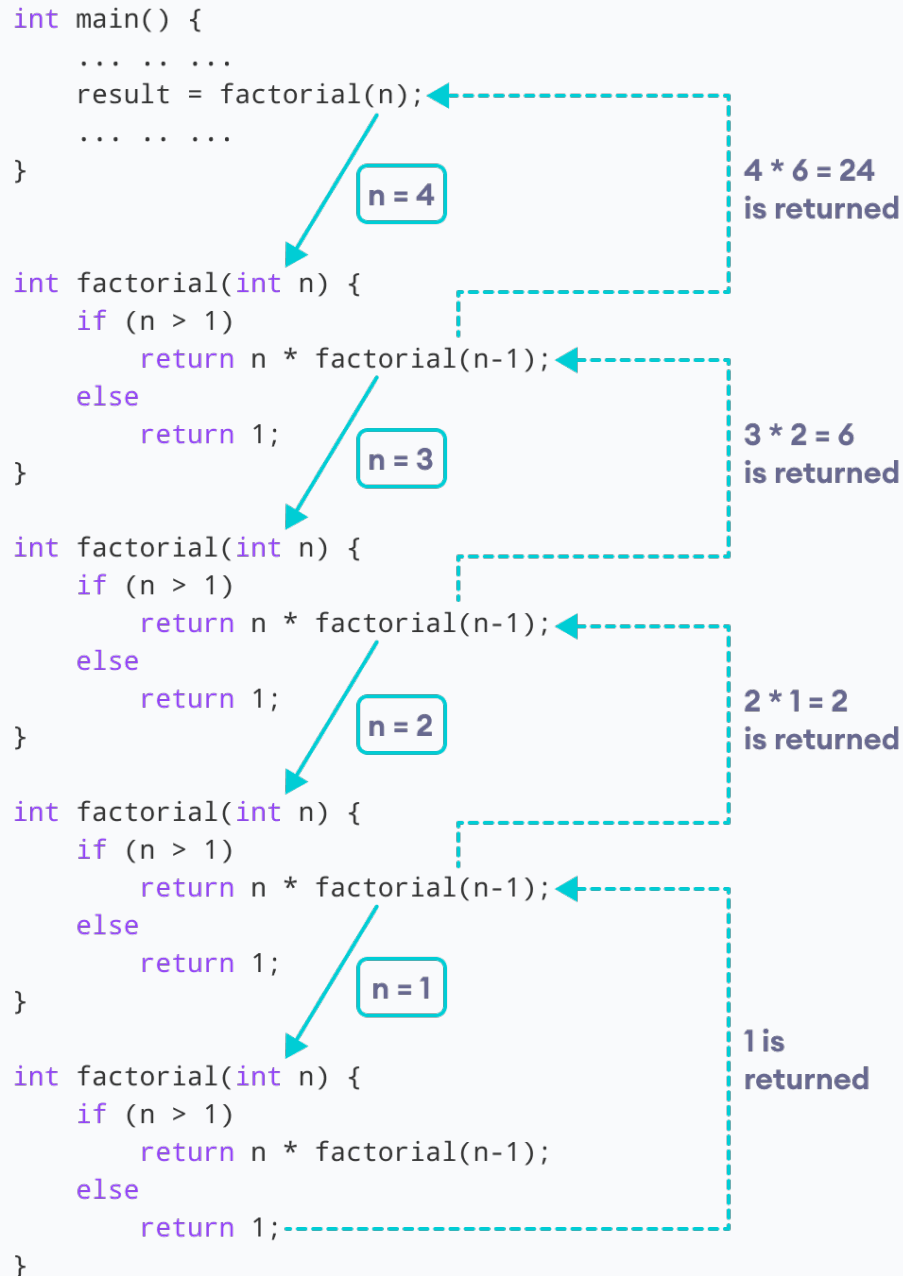 int main() {
    ... .. ...
    result = factorial(n);
    ... .. ...
}
4 * 6 = 24
is returned
n = 4
int factorial(int n) {
    if (n > 1)
        return n * factorial(n-1);
    else
        return 1;
}
3 * 2 = 6
is returned
n = 3
int factorial(int n) {
    if (n > 1)
        return n * factorial(n-1);
    else
        return 1;
}
2 * 1 = 2
is returned
n = 2
int factorial(int n) {
    if (n > 1)
        return n * factorial(n-1);
    else
        return 1;
}
n = 1
1 is
returned
int factorial(int n) {
    if (n > 1)
        return n * factorial(n-1);
    else
        return 1;
}